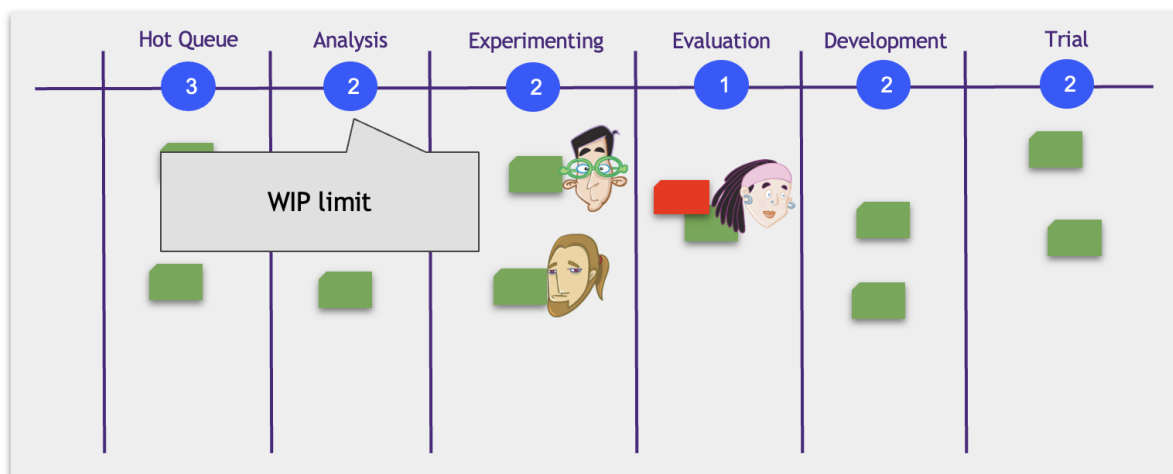 Hot Queue
Analysis
Experimenting
Evaluation
Development
Trial
3
2
2
1
2
2
WIP limit